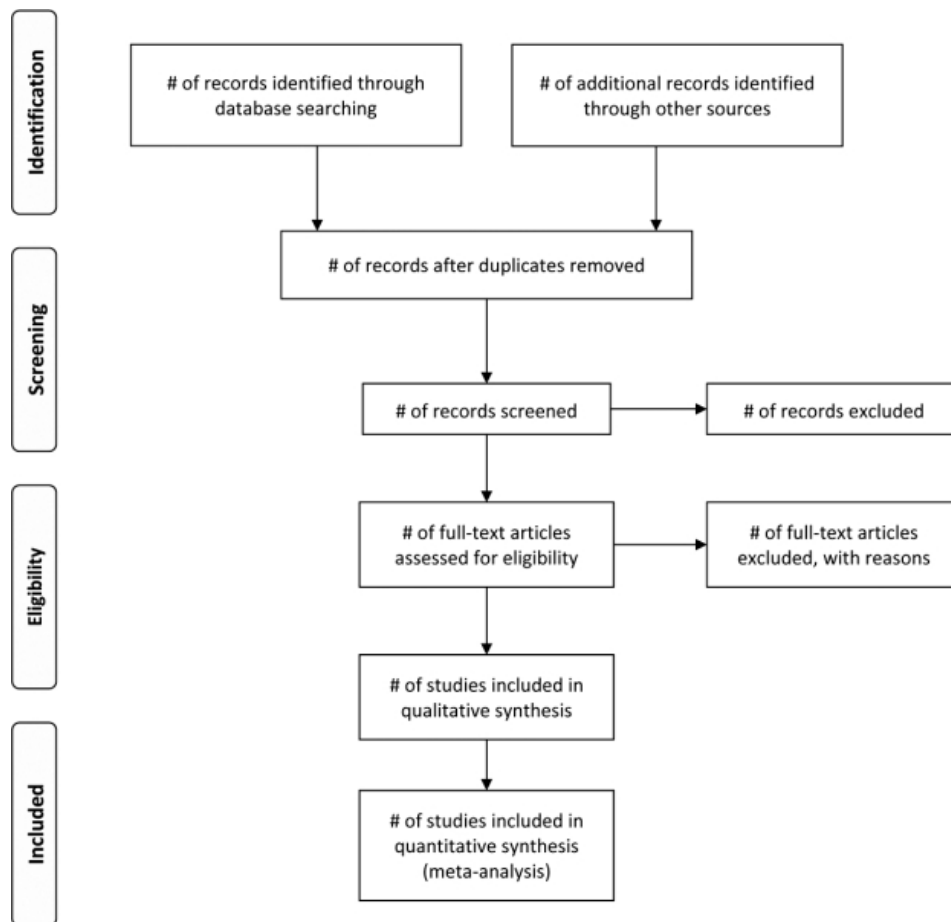 Identification
# of records identified through
database searching
# of additional records identified
through other sources
# of records after duplicates removed
Screening
# of records screened
# of records excluded
Eligibility
# of full-text articles
assessed for eligibility
# of full-text articles
excluded, with reasons
# of studies included in
qualitative synthesis
Included
# of studies included in
quantitative synthesis
(meta-analysis)